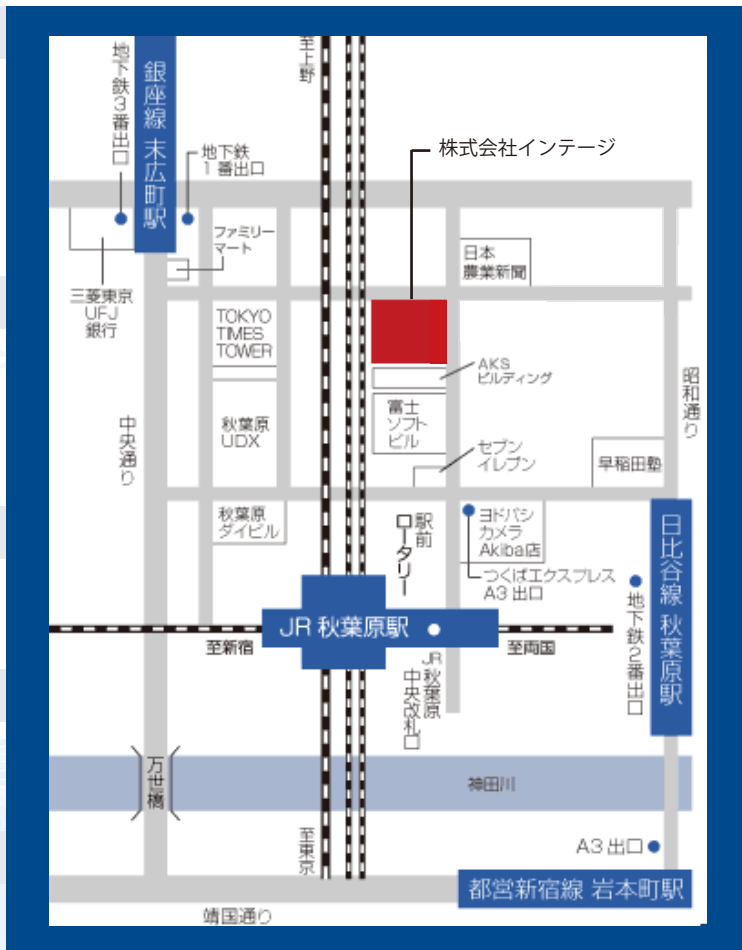 至上野
地下鉄3番出口
銀座線 末広町駅
地下鉄
1番出口
株式会社インテージ
ファミリー
マート
日本
農業新聞
三菱東京
UFJ
銀行
TOKYO
TIMES
TOWER
AKS
ビルディング
昭和通り
富士
ソフト
ビル
中央通り
秋葉原
UDX
セブン
イレブン
早稲田塾
秋葉原
ダイビル
駅前
ロータリー
ヨドバシ
カメラ
Akiba店
つくばエクスプレス
A3出口
日比谷線 秋葉原駅
地下鉄2番出口
JR 秋葉原駅
至新宿
至両国
JR
秋葉原
中央改札口
万世橋
神田川
至東京
A3 出口
都営新宿線 岩本町駅
靖国通り